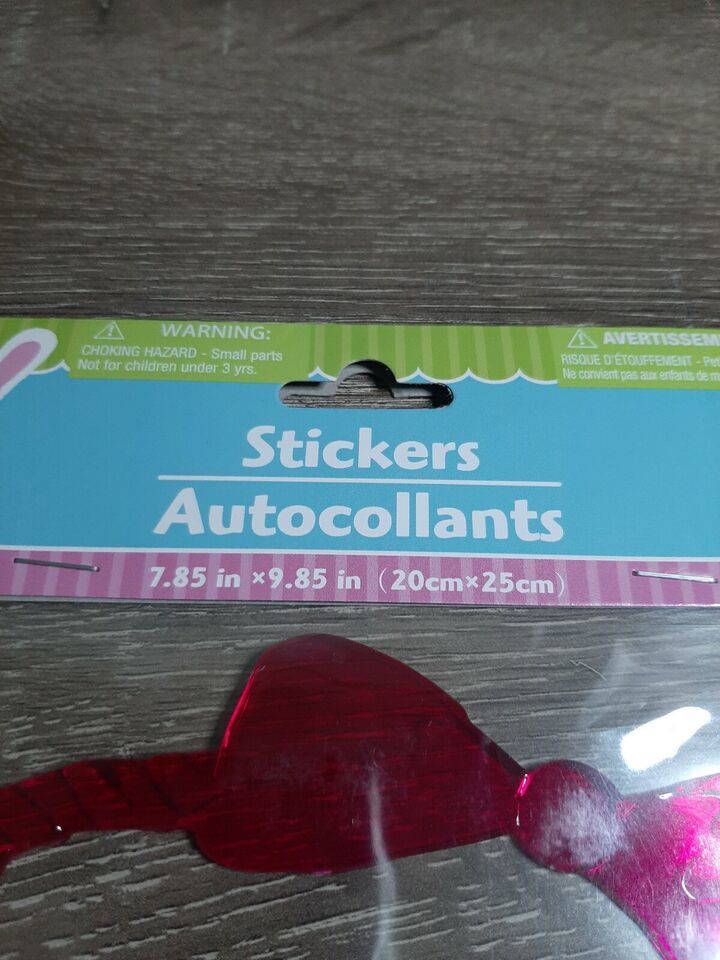 WARNING:
CHOKING HAZARD - Small parts
Not for children under 3 yrs.
AVERTISSEM
RISQUE D'ÉTOUFFEMENT - Pet
Ne convient pas aux enfants de m
Stickers
Autocollants
7.85 in ×9.85 in (20cm×25cm)